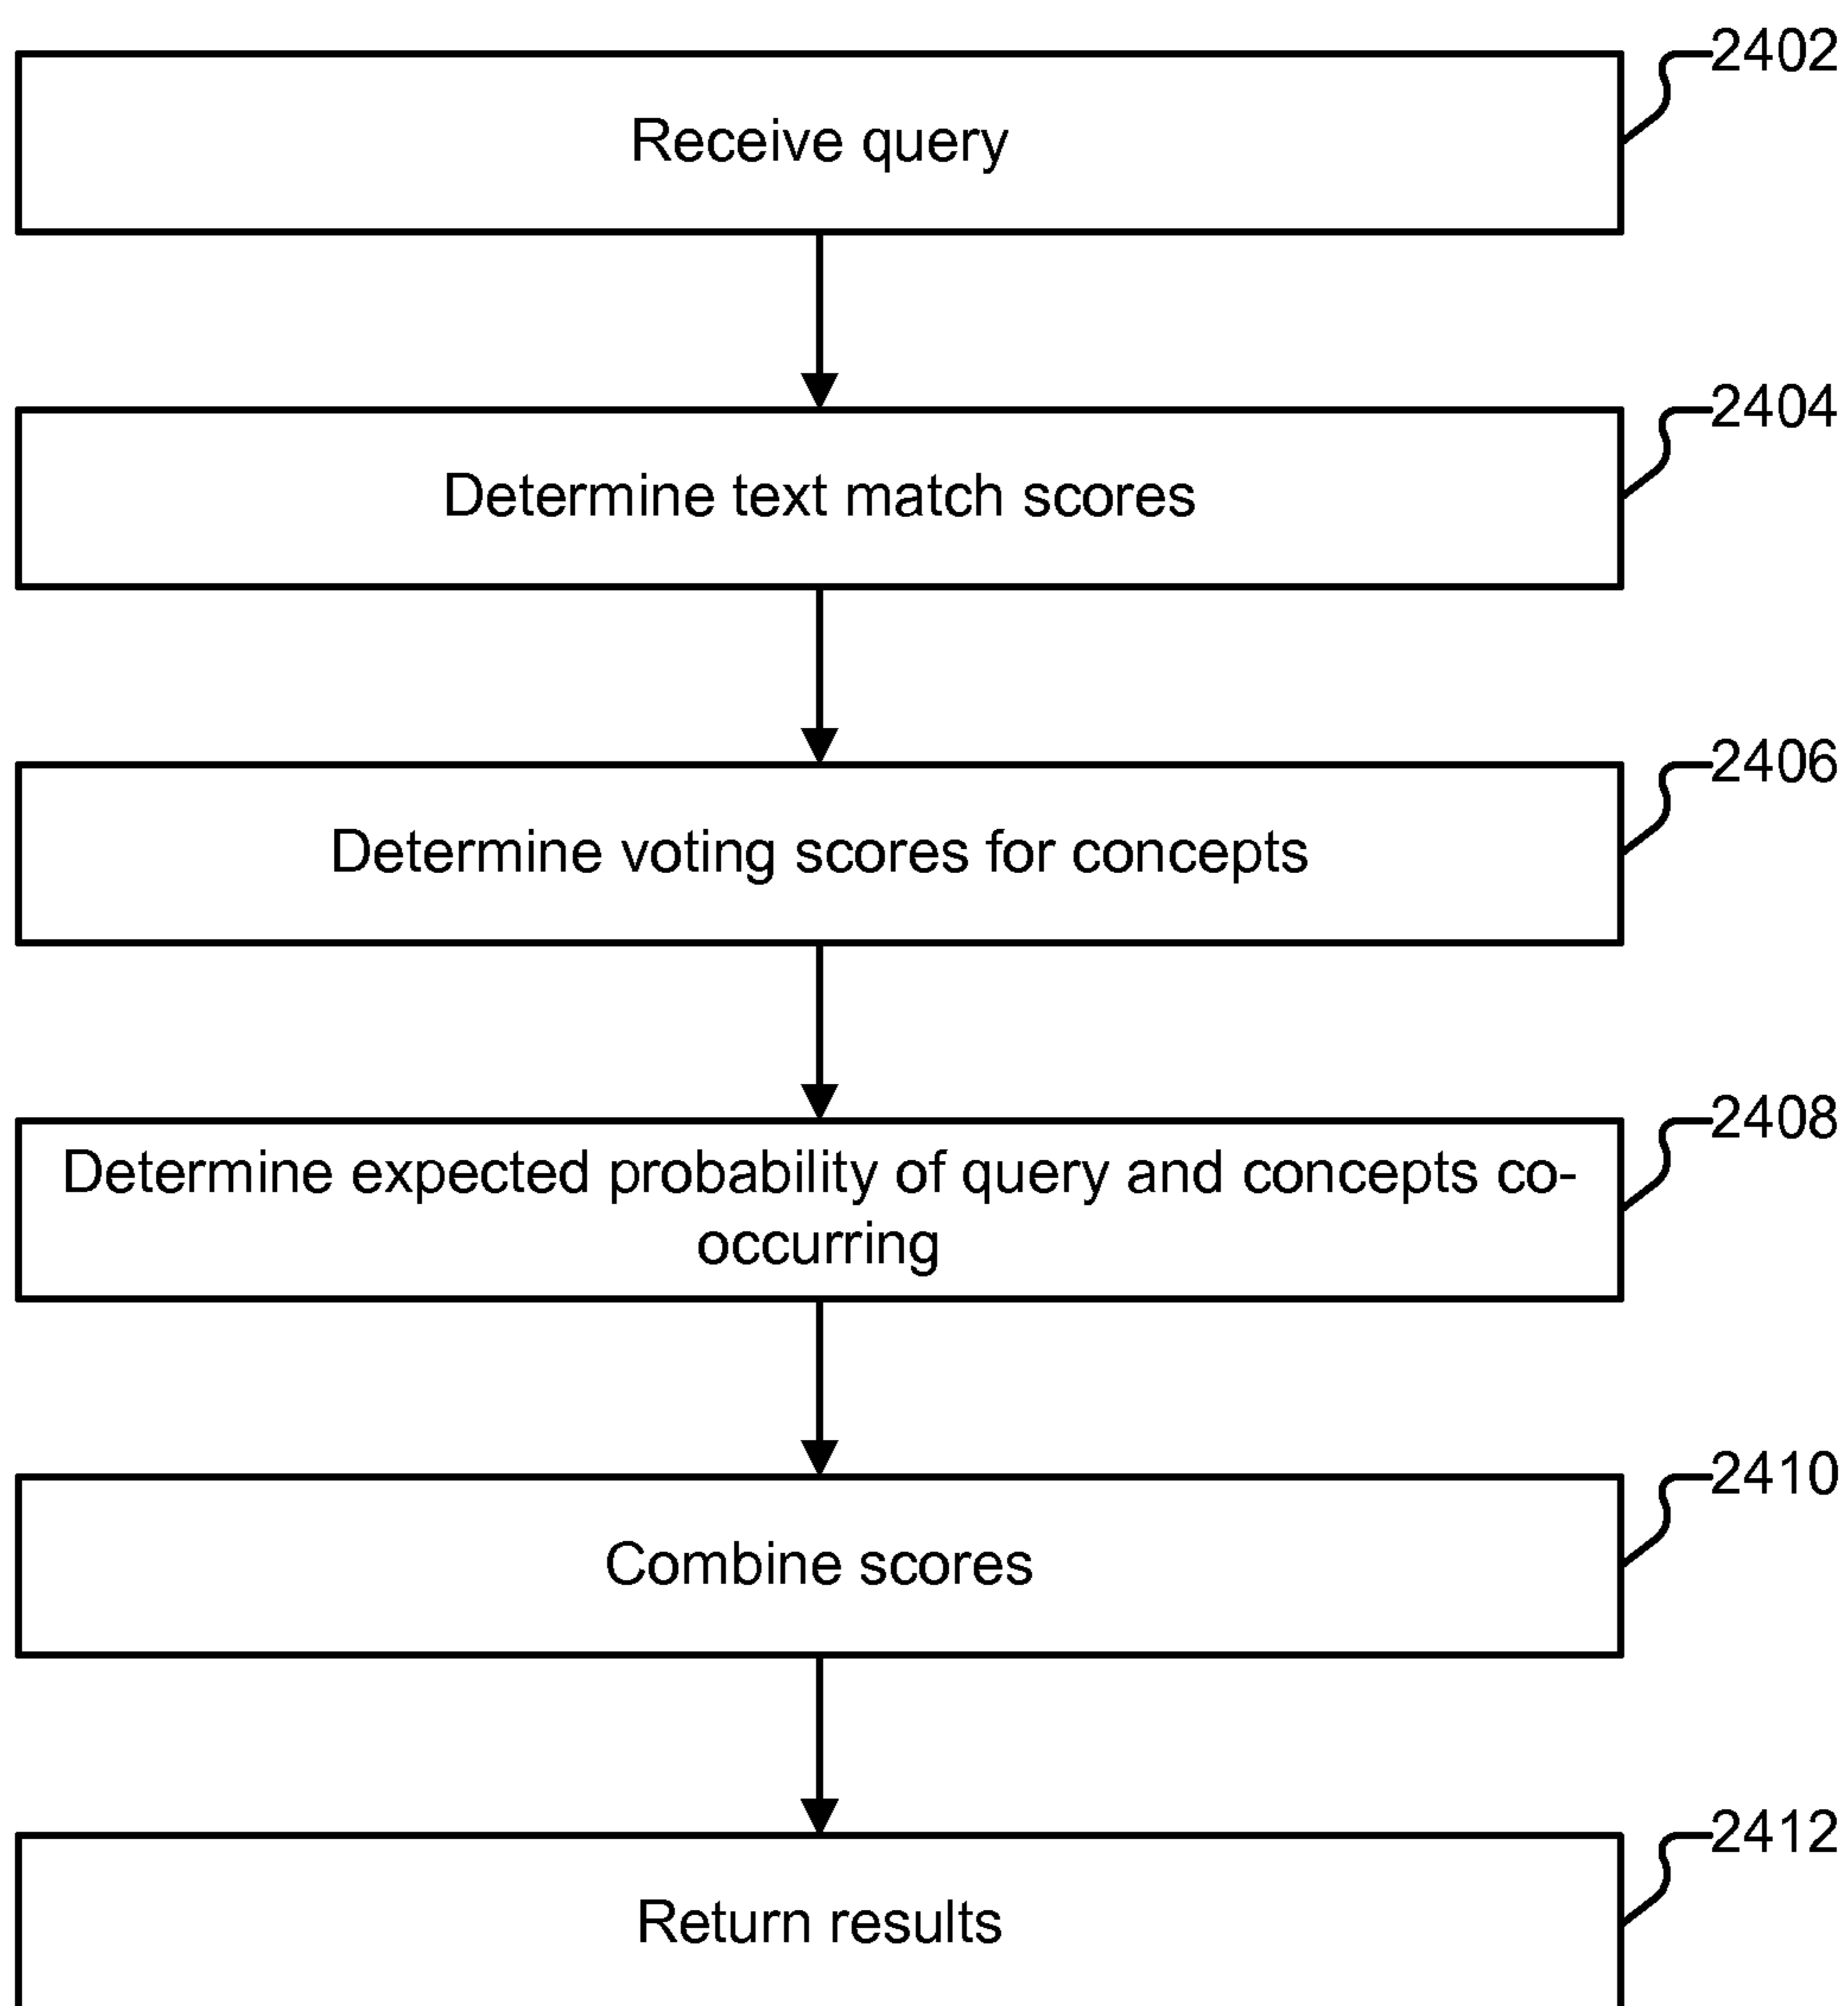 2402
Receive query
2404
Determine text match scores
2406
Determine voting scores for concepts
2408
Determine expected probability of query and concepts co-
occurring
2410
Combine scores
2412
Return results